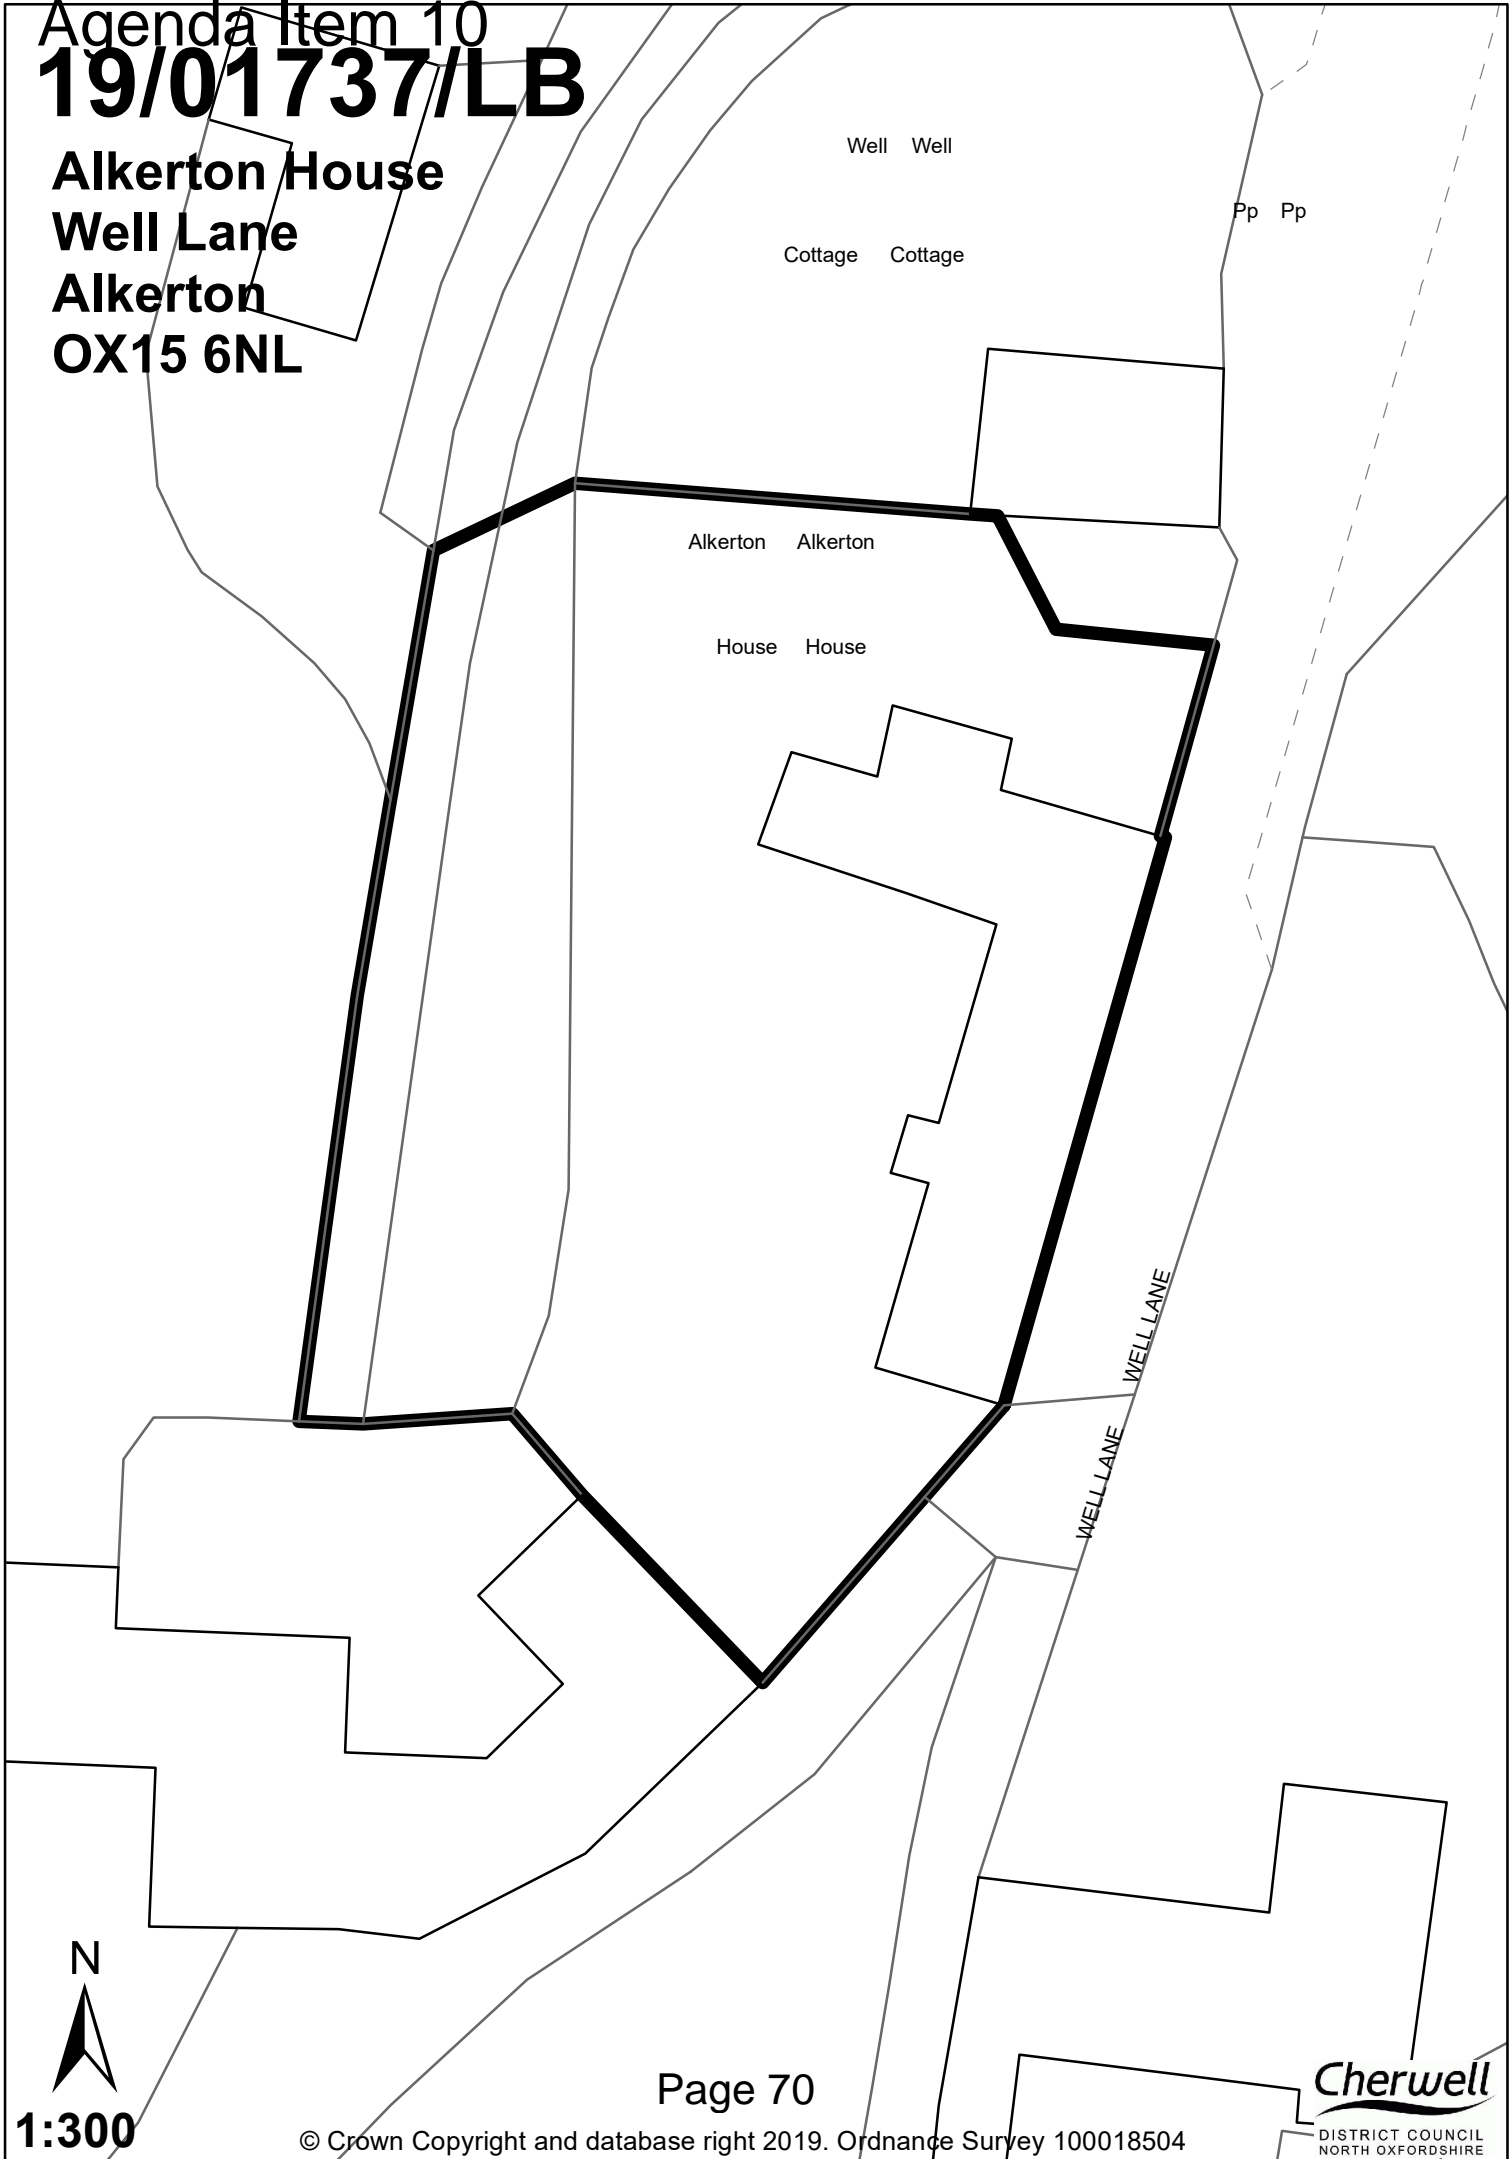 Agenda Item 10
19/01737/LB
Alkerton House
Well Lane
Alkerton
OX15 6NL
Well Well
Pp Pp
Cottage Cottage
Alkerton Alkerton
House House
WELL LANE
WELL LANE
N
1:300
Page 70
© Crown Copyright and database right 2019. Ordnance Survey 100018504
Cherwell
DISTRICT COUNCIL
NORTH OXFORDSHIRE